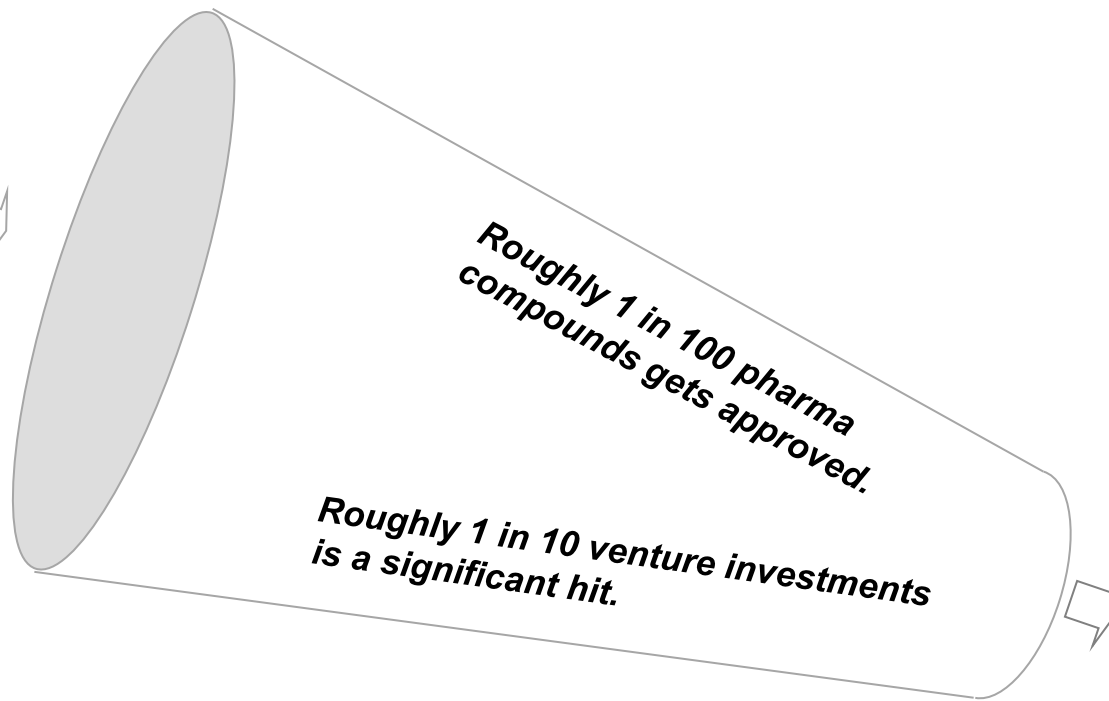 Roughly 1 in 100 pharma
compounds gets approved.
Roughly 1 in 10 venture investments
is a significant hit.